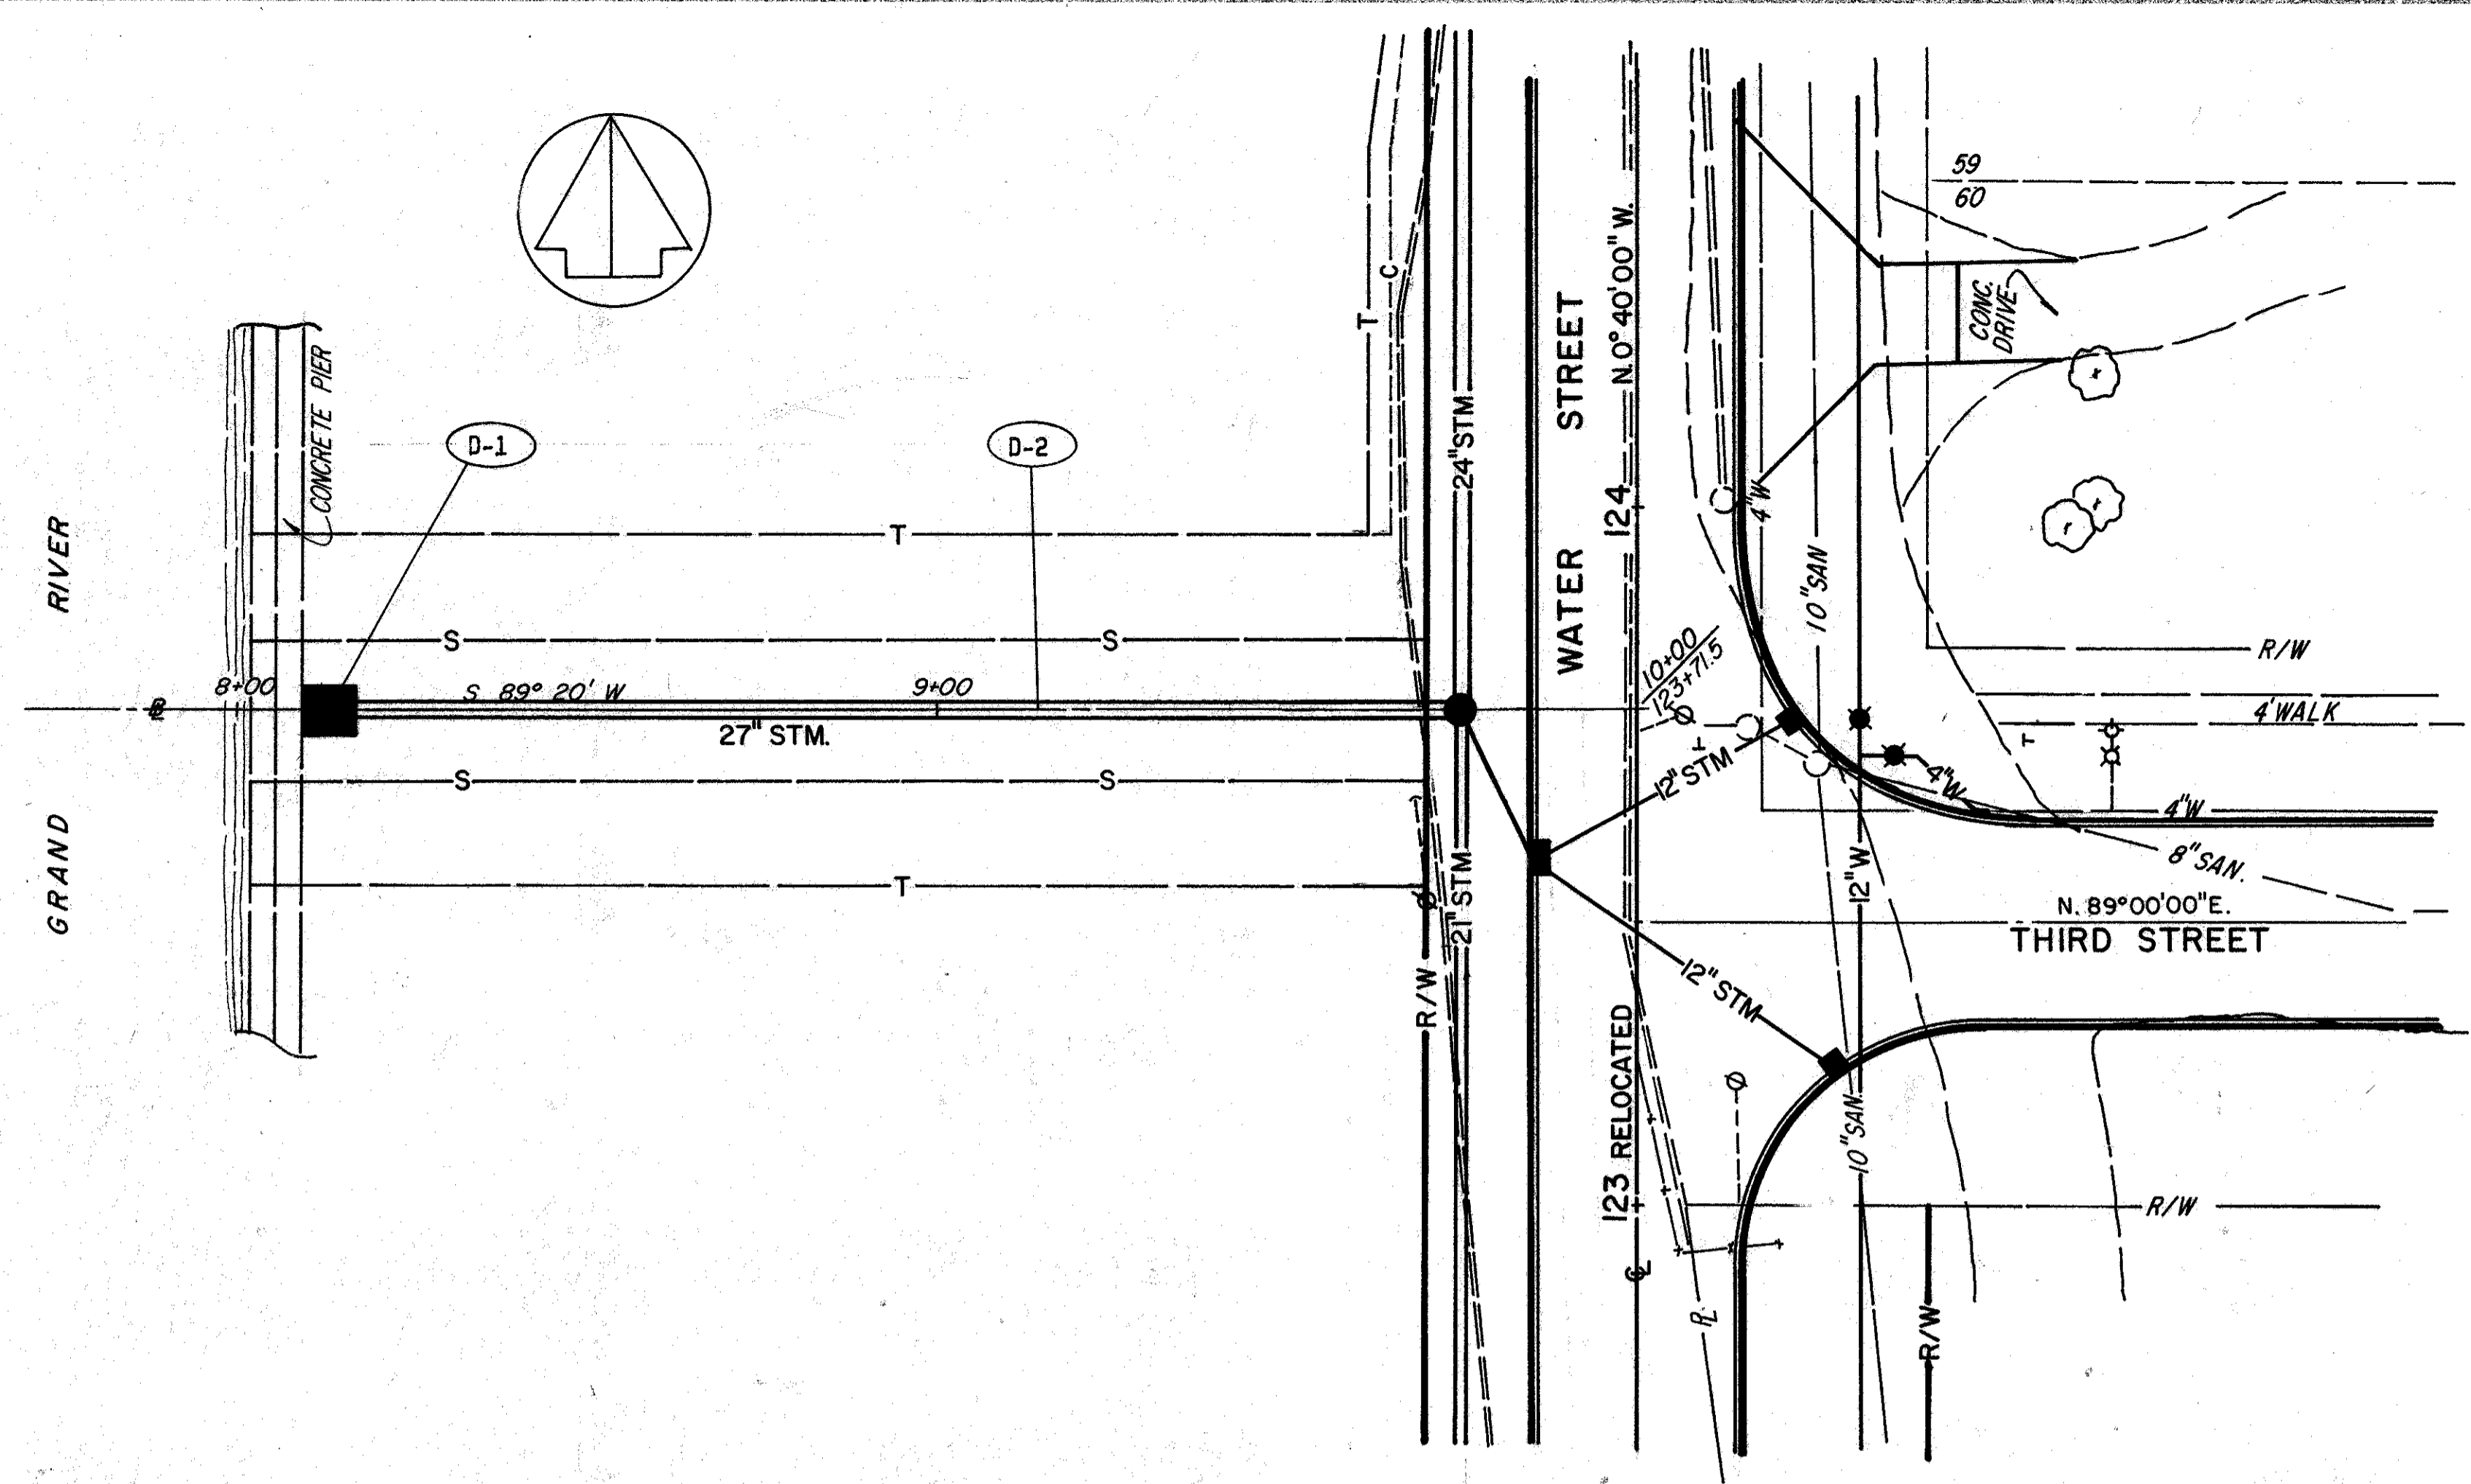 59
60
CONC.
DRIVE
C
T
N.0°40'00"W.
CONCRETE PIER
D-1
D-2
24"STM
WATER STREET
124
4"W
10"SAN
T
GRAND RIVER
S
S
R/W
10+00
123+71.5
8+00
S 89° 20' W
9+00
27" STM.
4'WALK
T
12" STM
4"W
4"W
S
S
12"W
8"SAN.
T
21" STM
N. 89°00'00"E.
THIRD STREET
R/W
12" STM
123 RELOCATED
10"SAN
R/W
R/W